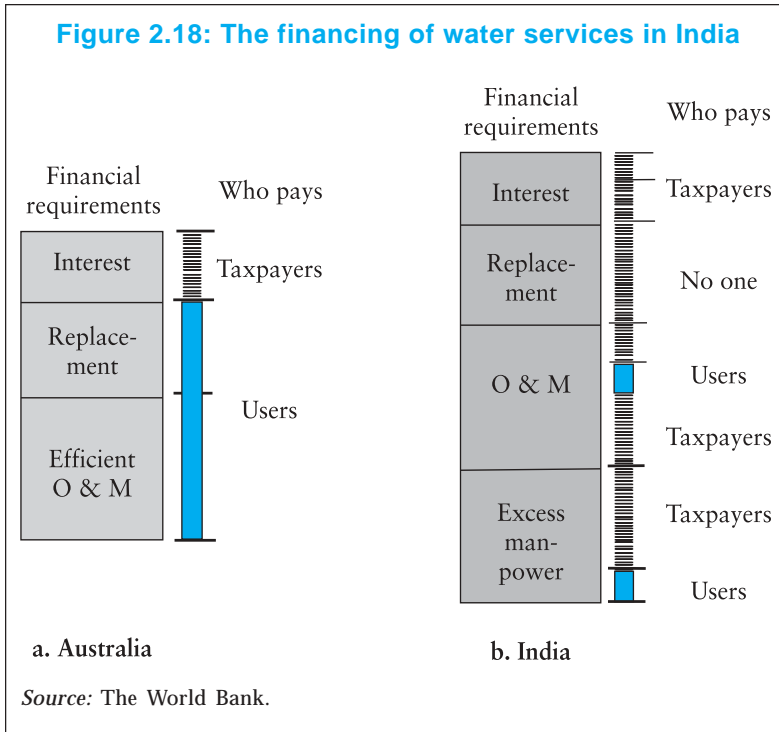 Figure 2.18: The financing of water services in India
Financial
requirements
Who pays
Interest
Taxpayers
Replace-
ment
Users
Efficient
O & M
a. Australia
Financial
requirements
Who pays
Interest
Taxpayers
Replace-
ment
No one
O & M
Users
Taxpayers
Excess
man-
power
Taxpayers
Users
b. India
Source: The World Bank.